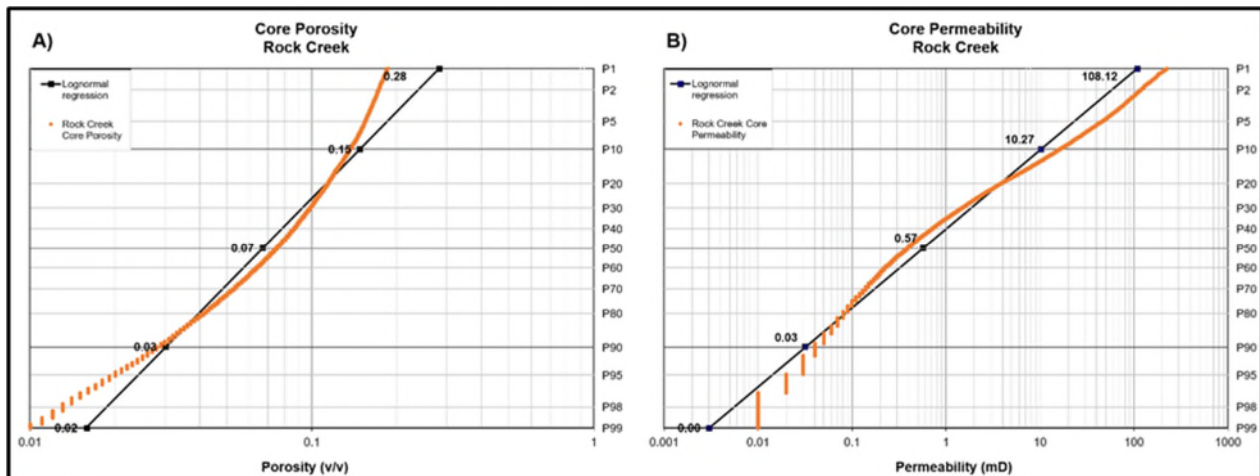 A)
Core Porosity
Rock Creek
Lognormal
regression
Rock Creek
Core Porosity
0.28
0.15
0.07
0.03
0.02
P1
P2
P5
P10
P20
P30
P40
P50
P60
P70
P80
P90
P95
P98
P99
0.01
0.1
1
Porosity (v/v)
B)
Core Permeability
Rock Creek
Lognormal
regression
Rock Creek Core
Permeability
108.12
10.27
0.57
0.03
0.00
P1
P2
P5
P10
P20
P30
P40
P50
P60
P70
P80
P90
P95
P98
P99
0.001
0.01
0.1
1
10
100
1000
Permeability (mD)